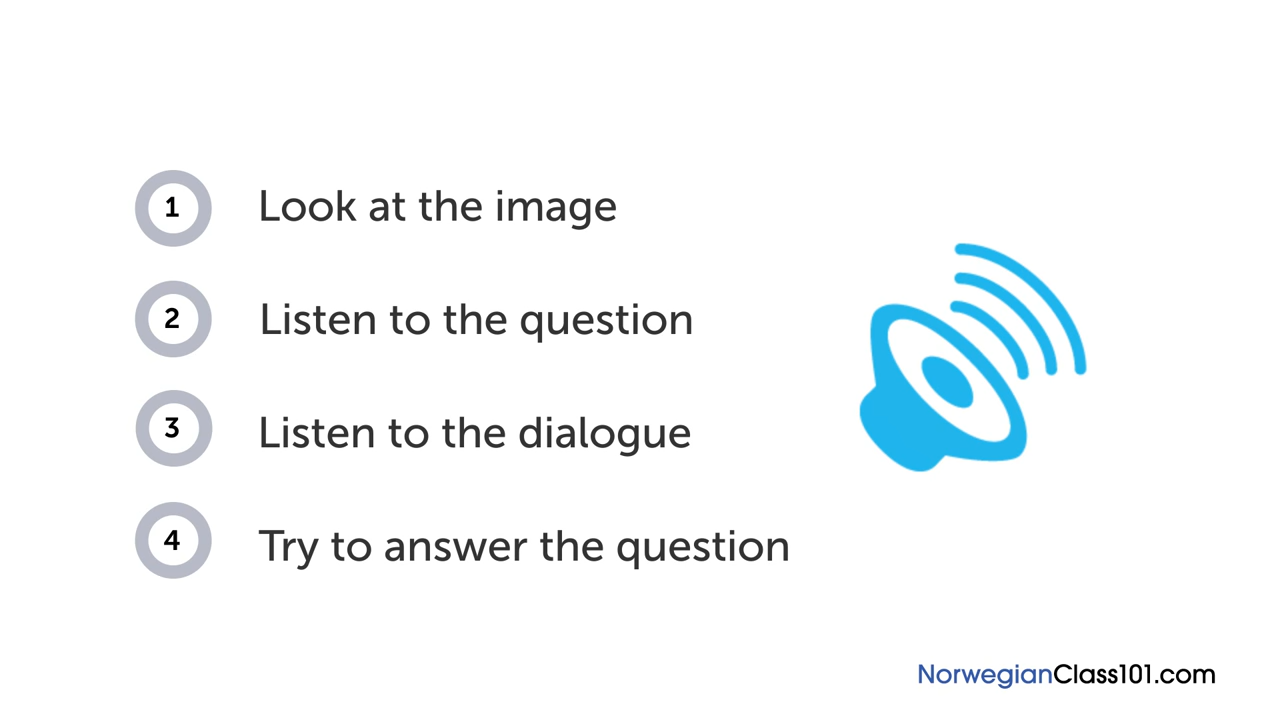 1 Look at the image
2 Listen to the question
3 Listen to the dialogue
4 Try to answer the question
NorwegianClass101.com